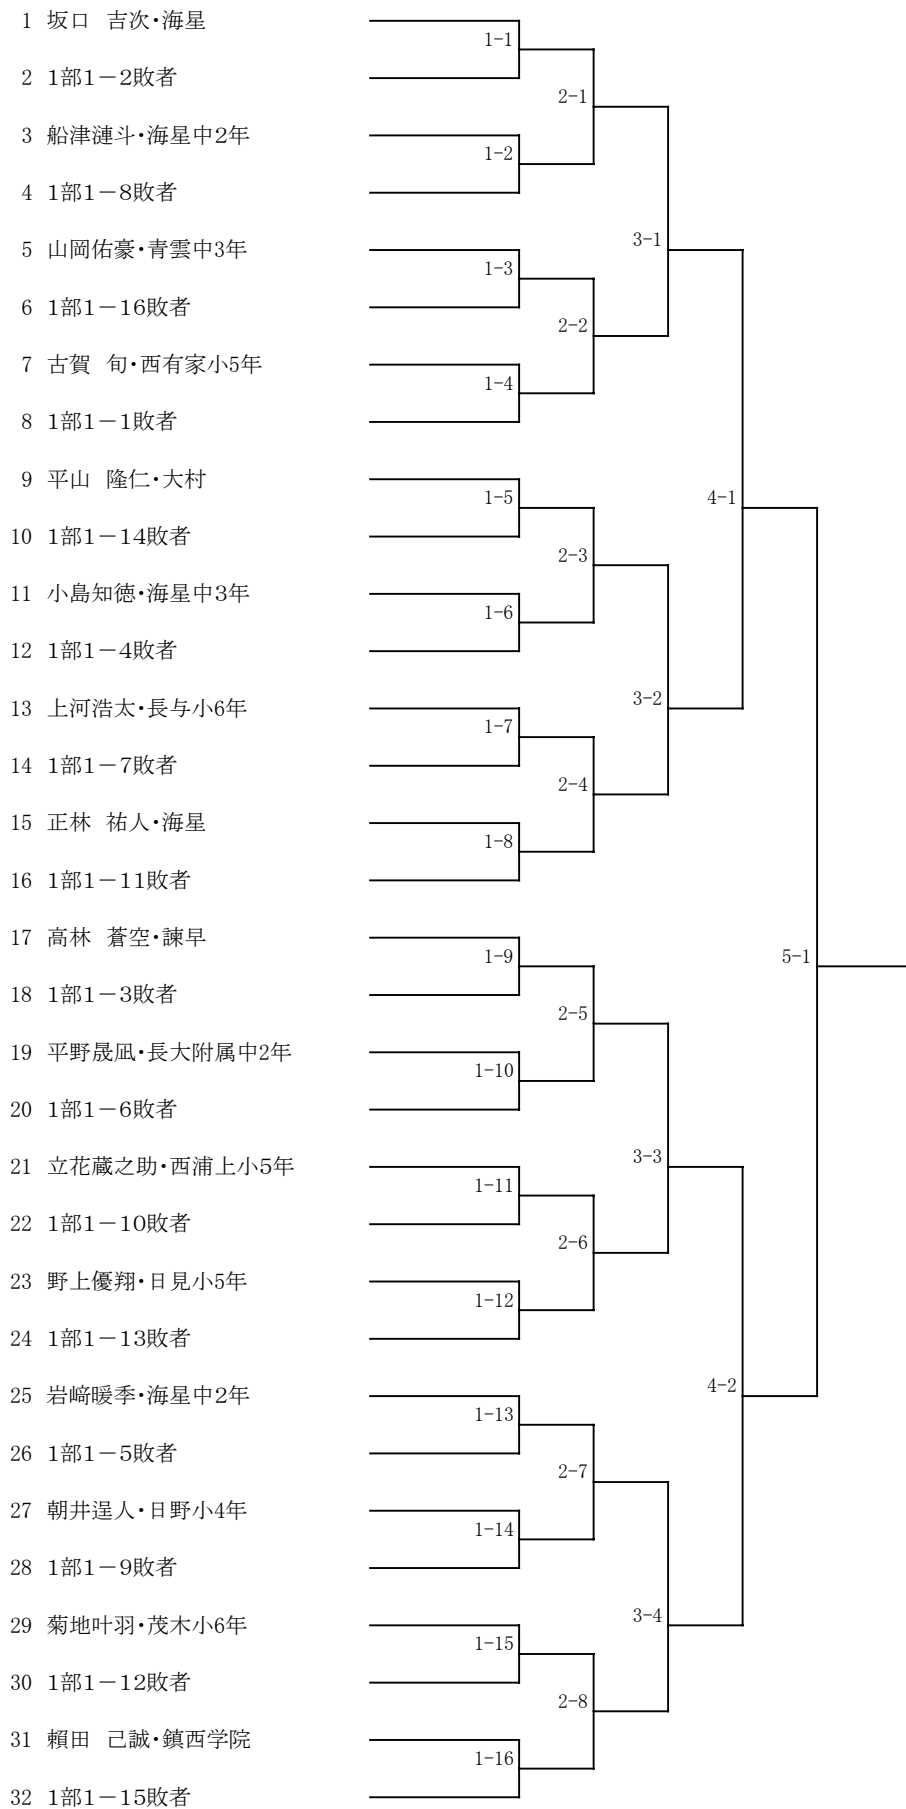 1 坂口 吉次・海星
1-1
2 1部1－2敗者
2-1
3 船津漣斗・海星中2年
1-2
4 1部1－8敗者
3-1
5 山岡佑豪・青雲中3年
1-3
6 1部1－16敗者
2-2
7 古賀 旬・西有家小5年
1-4
8 1部1－1敗者
9 平山 隆仁・大村
1-5
4-1
10 1部1－14敗者
2-3
11 小島知徳・海星中3年
1-6
12 1部1－4敗者
3-2
13 上河浩太・長与小6年
1-7
14 1部1－7敗者
2-4
15 正林 祐人・海星
1-8
16 1部1－11敗者
17 高林 蒼空・諫早
1-9
5-1
18 1部1－3敗者
2-5
19 平野晟凪・長大附属中2年
1-10
20 1部1－6敗者
3-3
21 立花蔵之助・西浦上小5年
1-11
22 1部1－10敗者
2-6
23 野上優翔・日見小5年
1-12
24 1部1－13敗者
4-2
25 岩﨑暖季・海星中2年
1-13
26 1部1－5敗者
2-7
27 朝井逞人・日野小4年
1-14
28 1部1－9敗者
3-4
29 菊地叶羽・茂木小6年
1-15
30 1部1－12敗者
2-8
31 賴田 己誠・鎮西学院
1-16
32 1部1－15敗者